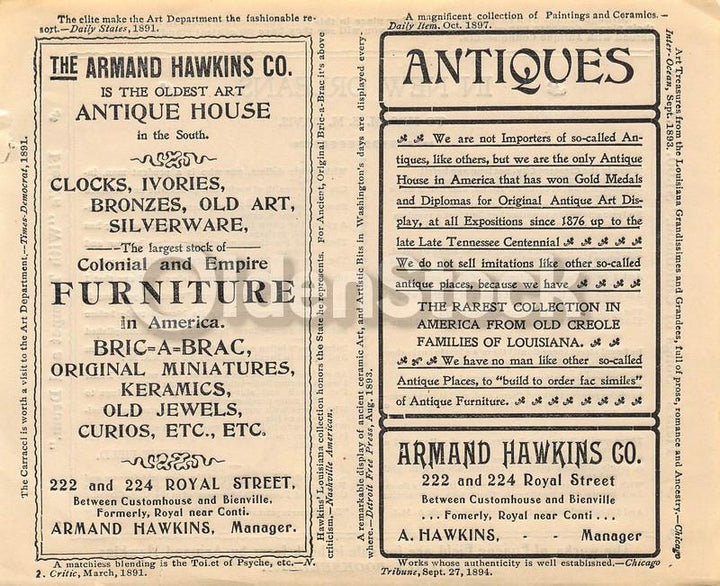 The elite make the Art Department the fashionable re-
sort.—Daily States, 1891.
The Carracci is worth a visit to the Art Department.—Times-Democrat, 1891.
THE ARMAND HAWKINS CO.
IS THE OLDEST ART
ANTIQUE HOUSE
in the South.
CLOCKS, IVORIES,
BRONZES, OLD ART,
SILVERWARE,
The largest stock of
Colonial and Empire
FURNITURE
in America.
BRIC=A=BRAC,
ORIGINAL MINIATURES,
KERAMICS,
OLD JEWELS,
CURIOS, ETC., ETC.
222 and 224 ROYAL STREET,
Between Customhouse and Bienville,
Formerly, Royal near Conti.
ARMAND HAWKINS, Manager.
Hawkins' Louisiana collection honors the State he represents. For Ancient, Original Bric-a-Brac it's above
criticism.—Nashville American.
A matchless blending is the Toilet of Psyche, etc.—N.
O. Critic, March, 1891.
A magnificent collection of Paintings and Ceramics.—
Daily Item, Oct. 1897.
A remarkable display of ancient ceramic Art, and Artistic Bits in Washington's days are displayed every-
where.—Detroit Free Press, Aug. 1893.
ANTIQUES
We are not Importers of so-called An-
tiques, like others, but we are the only Antique
House in America that has won Gold Medals
and Diplomas for Original Antique Art Dis-
play, at all Expositions since 1876 up to the
late Late Tennessee Centennial
We do not sell imitations like other so-called
antique places, because we have
THE RAREST COLLECTION IN
AMERICA FROM OLD CREOLE
FAMILIES OF LOUISIANA.
We have no man like other so-called
Antique Places, to "build to order fac similes"
of Antique Furniture.
ARMAND HAWKINS CO.
222 and 224 Royal Street
Between Customhouse and Bienville
... Fomerly, Royal near Conti ...
A. HAWKINS, - - Manager
Art Treasures from the Louisiana Grandissimes and Grandees, full of prose, romance and Ancestry.—Chicago
Inter-Ocean, Sept. 1893.
Works whose authenticity is well established.—Chicago
Tribune, Sept. 27, 1894.
OldenStock